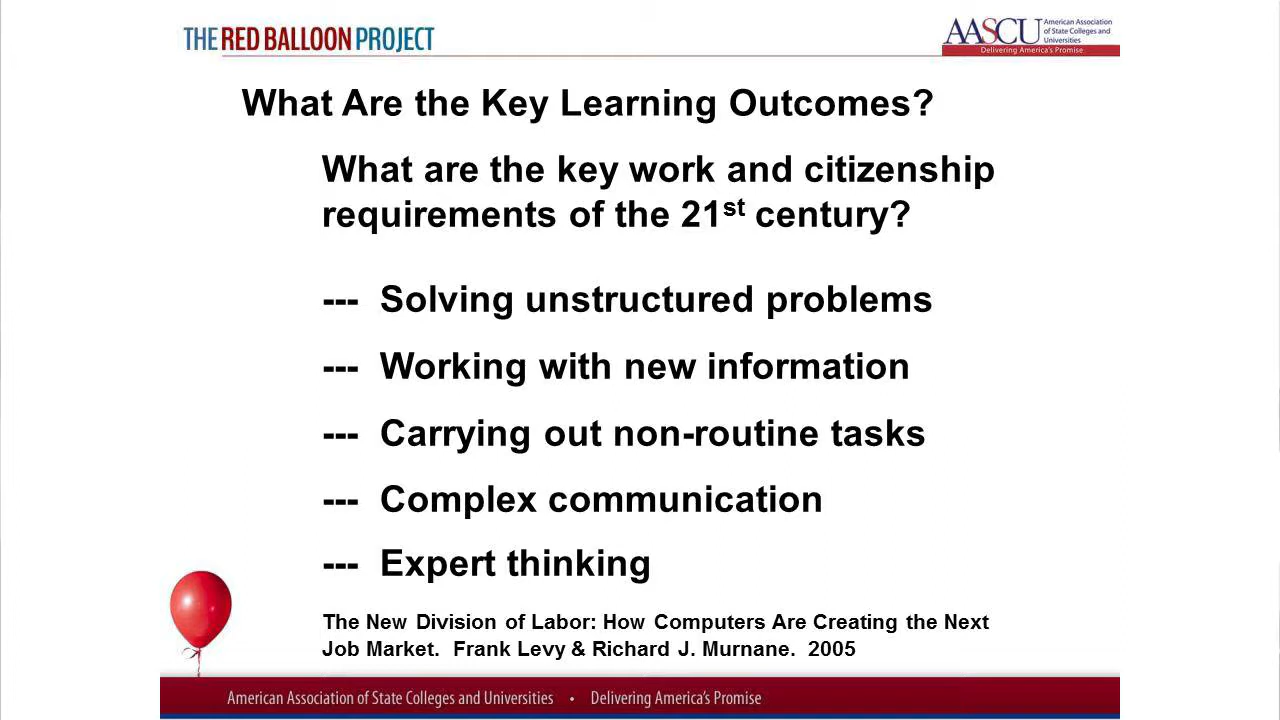 THE RED BALLOON PROJECT
AASCU American Association
of State Colleges and
Universities
Delivering America's Promise
What Are the Key Learning Outcomes?
What are the key work and citizenship
requirements of the 21st century?
--- Solving unstructured problems
--- Working with new information
--- Carrying out non-routine tasks
--- Complex communication
--- Expert thinking
The New Division of Labor: How Computers Are Creating the Next
Job Market. Frank Levy & Richard J. Murnane. 2005
American Association of State Colleges and Universities • Delivering America's Promise